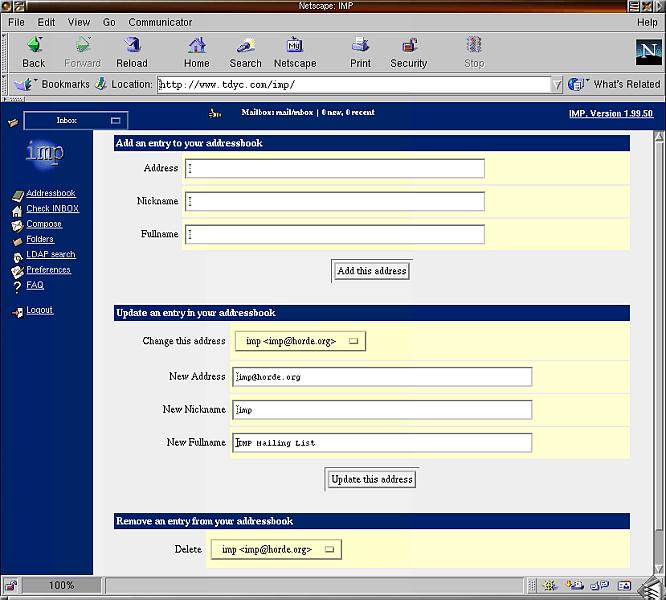 Netscape: IMP
File Edit View Go Communicator Help
Back Forward Reload Home Search Netscape Print Security Stop
My
N
Bookmarks Location: http://www.tdyc.com/imp/ What's Related
Inbox Mailbox: mail/mbox | 0 new, 0 recent IMP, Version 1.99.50
imp
Addressbook
Check INBOX
Compose
Folders
LDAP search
Preferences
FAQ
Logout
Add an entry to your addressbook
Address
Nickname
Fullname
Add this address
Update an entry in your addressbook
Change this address imp <imp@horde.org>
New Address imp@horde.org
New Nickname imp
New Fullname IMP Mailing List
Update this address
Remove an entry from your addressbook
Delete imp <imp@horde.org>
100%